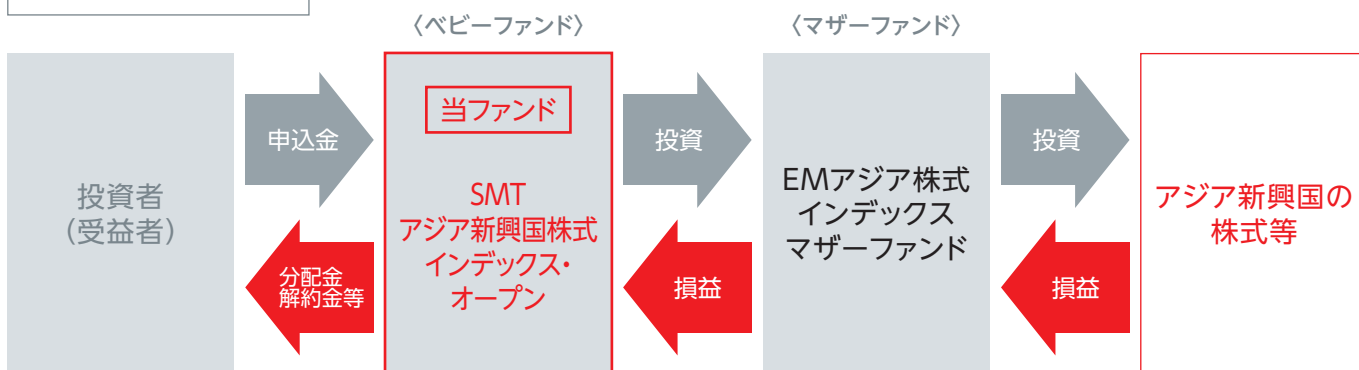 〈ベビーファンド〉
〈マザーファンド〉
投資者
(受益者)
申込金
分配金
解約金等
当ファンド
SMT
アジア新興国株式
インデックス・
オープン
投資
損益
EMアジア株式
インデックス
マザーファンド
投資
損益
アジア新興国の
株式等